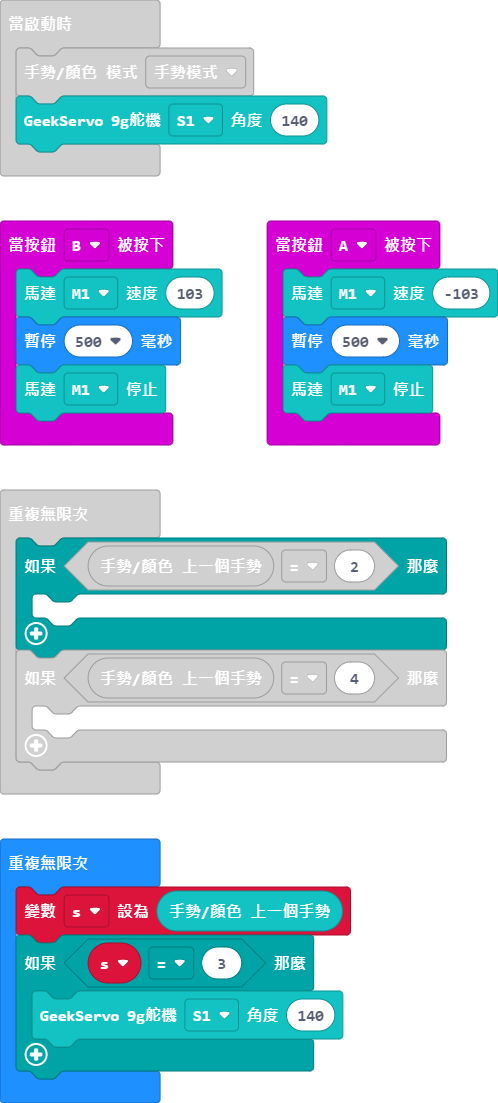 當啟動時
手勢/顏色 模式 手勢模式
GeekServo 9g舵機 S1 角度 140
當按鈕 B 被按下
馬達 M1 速度 103
暫停 500 毫秒
馬達 M1 停止
當按鈕 A 被按下
馬達 M1 速度 -103
暫停 500 毫秒
馬達 M1 停止
重複無限次
如果 手勢/顏色 上一個手勢 = 2 那麼
如果 手勢/顏色 上一個手勢 = 4 那麼
重複無限次
變數 s 設為 手勢/顏色 上一個手勢
如果 s = 3 那麼
GeekServo 9g舵機 S1 角度 140